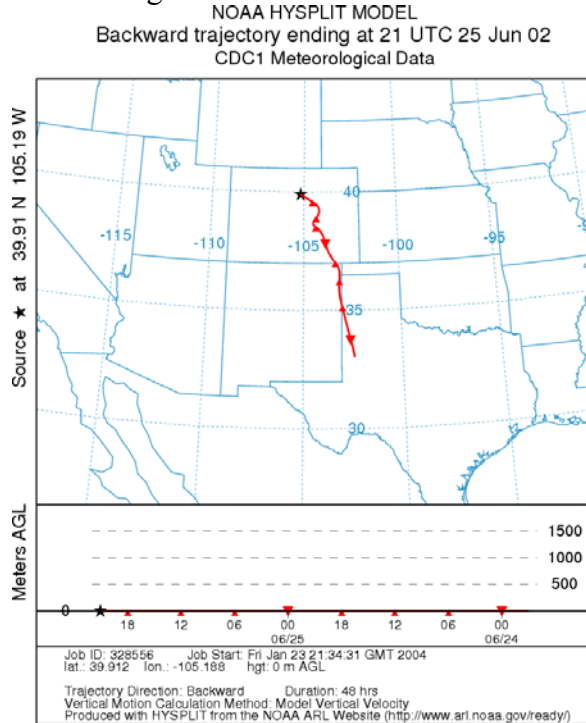 NOAA HYSPLIT MODEL
Backward trajectory ending at 21 UTC 25 Jun 02
CDC1 Meteorological Data
Source ★ at 39.91 N 105.19 W
40
-115
-110
-105
-100
-95
35
30
Meters AGL
1500
1000
500
0
18 12 06 00 18 12 06 00
06/25 06/24
Job ID: 328556 Job Start: Fri Jan 23 21:34:31 GMT 2004
lat.: 39.912 lon.: -105.188 hgt: 0 m AGL
Trajectory Direction: Backward Duration: 48 hrs
Vertical Motion Calculation Method: Model Vertical Velocity
Produced with HYSPLIT from the NOAA ARL Website (http://www.arl.noaa.gov/ready/)